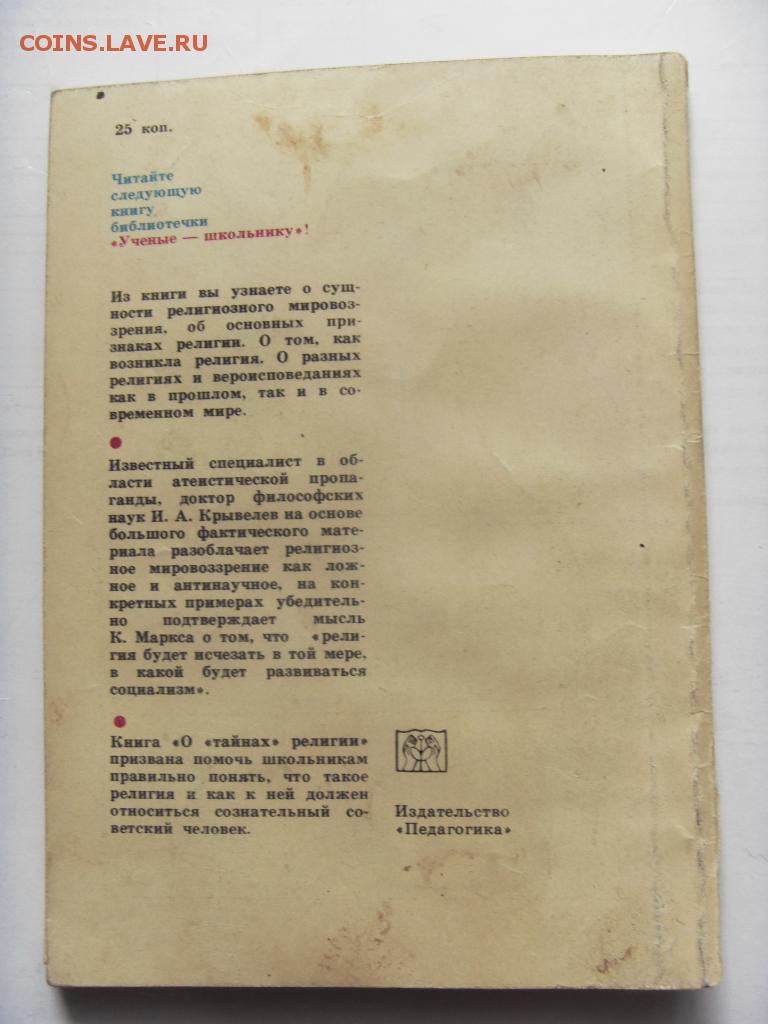 COINS.LAVE.RU
25 коп.
Читайте
следующую
книгу
библиотечки
«Ученые — школьнику»!
Из книги вы узнаете о сущ-
ности религиозного мировоз-
зрения, об основных при-
знаках религии. О том, как
возникла религия. О разных
религиях и вероисповеданиях
как в прошлом, так и в со-
временном мире.
Известный специалист в об-
ласти атеистической пропа-
ганды, доктор философских
наук И. А. Крывелев на основе
большого фактического мате-
риала разоблачает религиоз-
ное мировоззрение как лож-
ное и антинаучное, на кон-
кретных примерах убедитель-
но подтверждает мысль
К. Маркса о том, что «рели-
гия будет исчезать в той мере,
в какой будет развиваться
социализм».
Книга «О «тайнах» религии»
призвана помочь школьникам
правильно понять, что такое
религия и как к ней должен
относиться сознательный со-
ветский человек.
Издательство
«Педагогика»